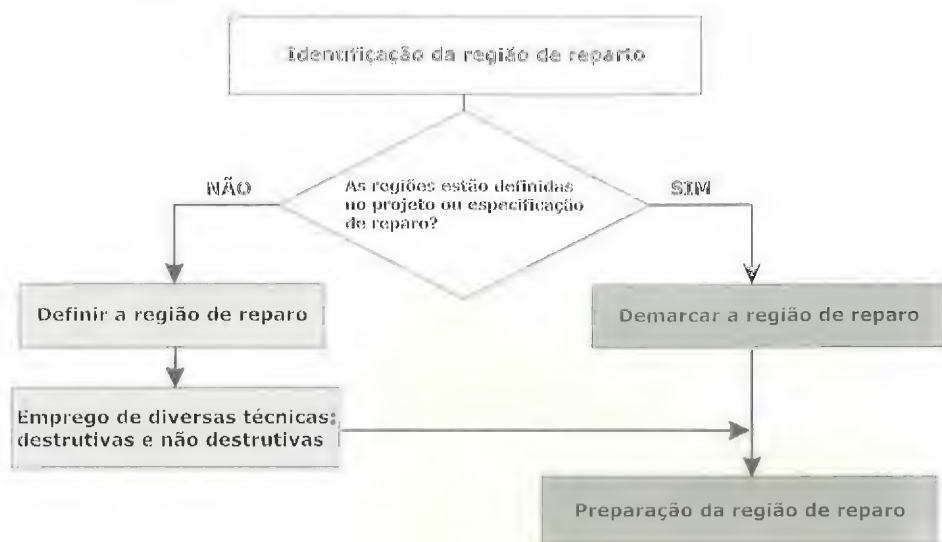 Identificação da região de reparto
As regiões estão definidas
no projeto ou especificação
de reparo?
NÃO
SIM
Definir a região de reparo
Demarcar a região de reparo
Emprego de diversas técnicas:
destrutivas e não destrutivas
Preparação da região de reparo